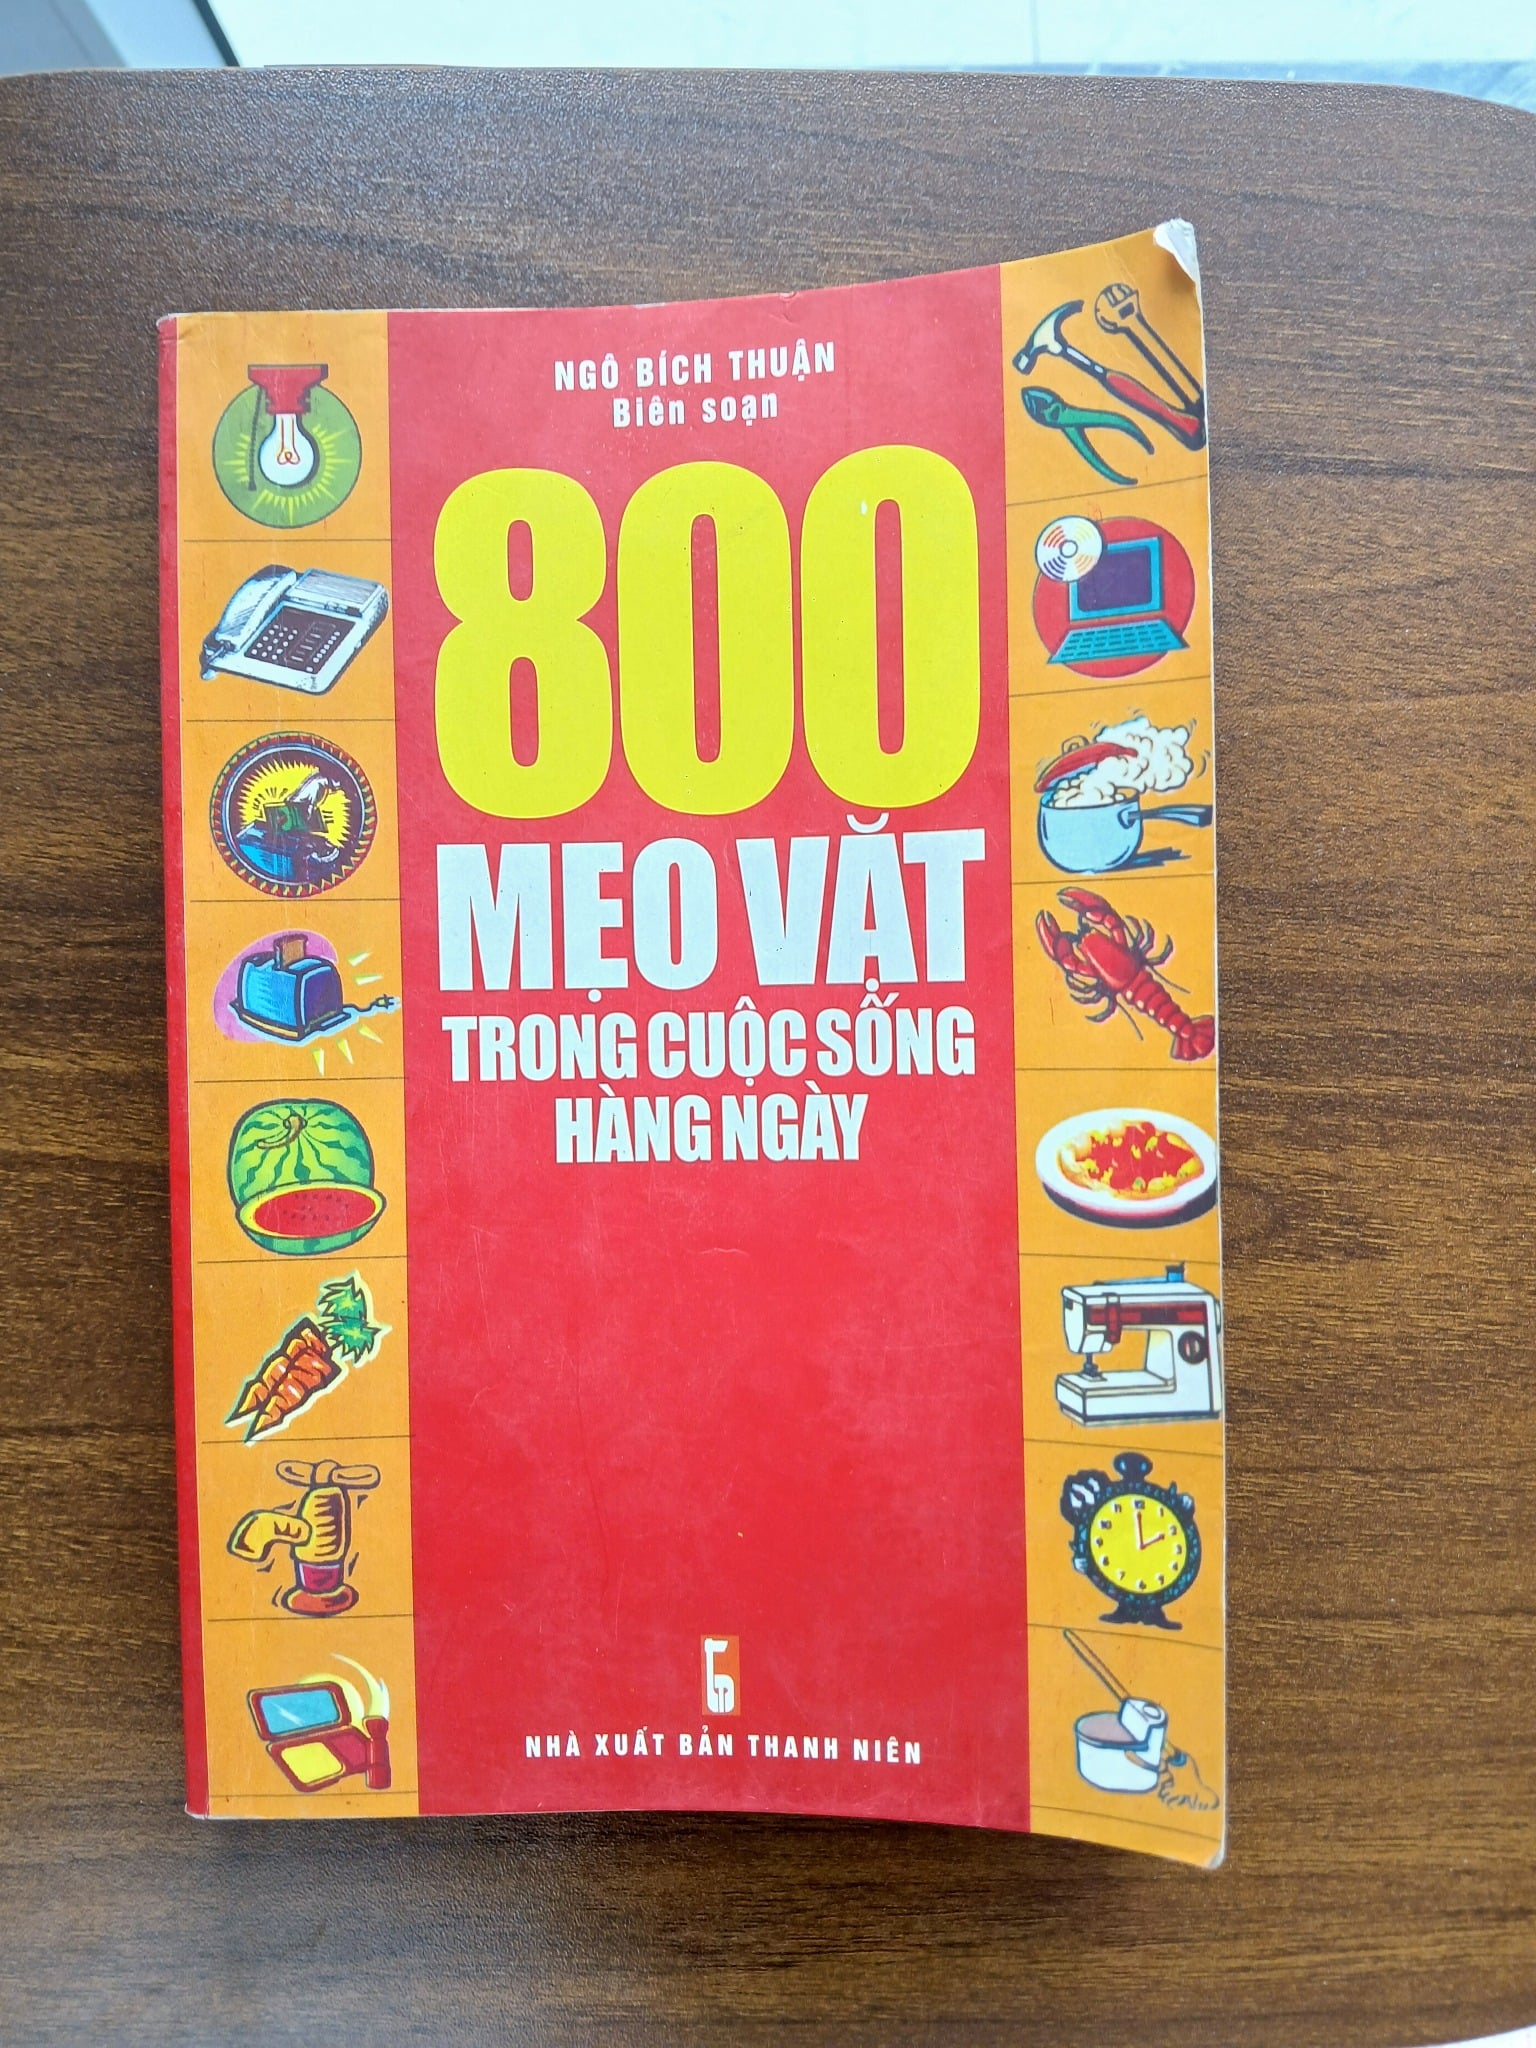 NGÔ BÍCH THUẬN
Biên soạn
800
MẸO VẶT
TRONG CUỘC SỐNG
HÀNG NGÀY
NHÀ XUẤT BẢN THANH NIÊN